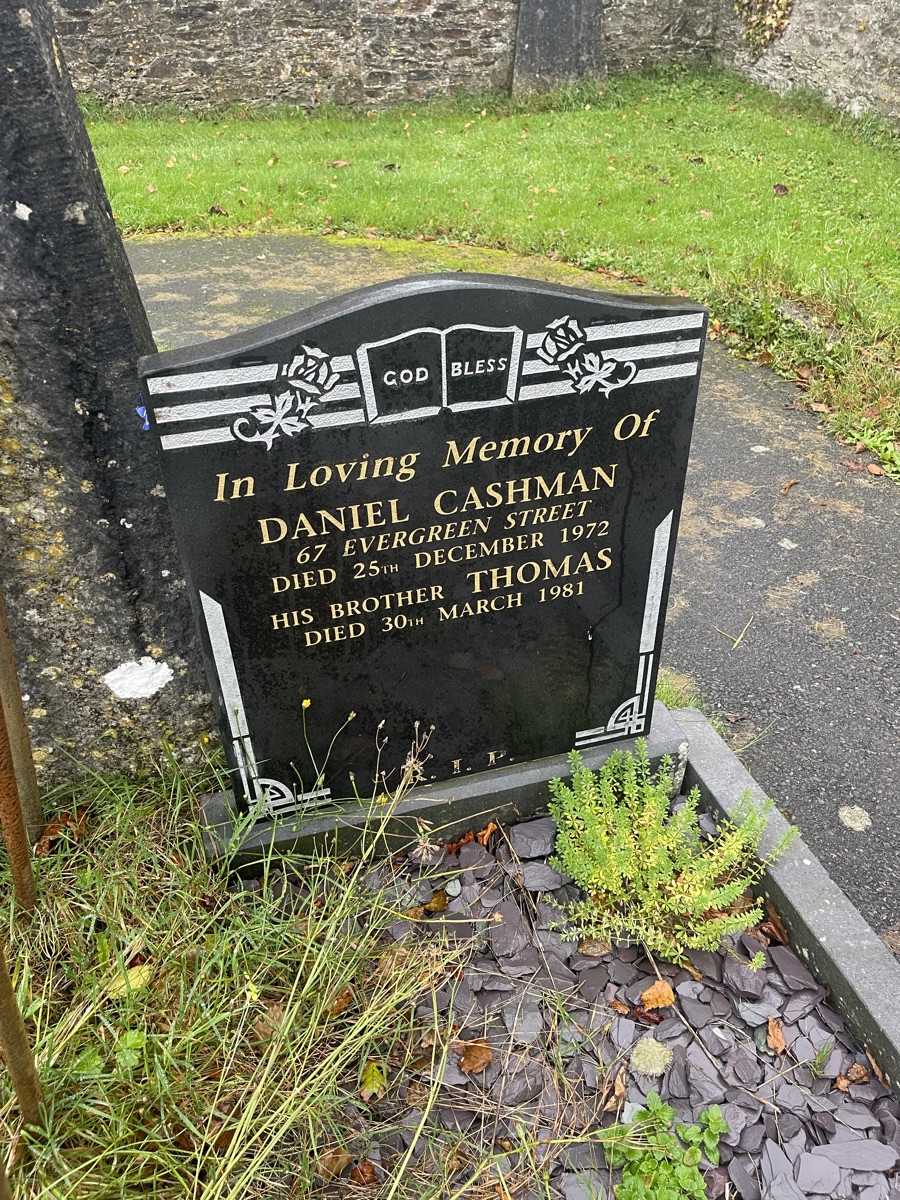 GOD BLESS
In Loving Memory Of
DANIEL CASHMAN
67 EVERGREEN STREET
DIED 25TH DECEMBER 1972
HIS BROTHER THOMAS
DIED 30TH MARCH 1981
. I. P.